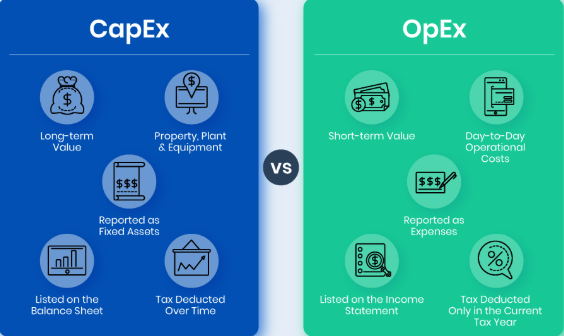 CapEx
Long-term
Value
Property, Plant
& Equipment
$$$
Reported as
Fixed Assets
Listed on the
Balance Sheet
Tax Deducted
Over Time
VS
OpEx
Short-term Value
Day-to-Day
Operational
Costs
$$$
Reported as
Expenses
Listed on the Income
Statement
Tax Deducted
Only in the Current
Tax Year